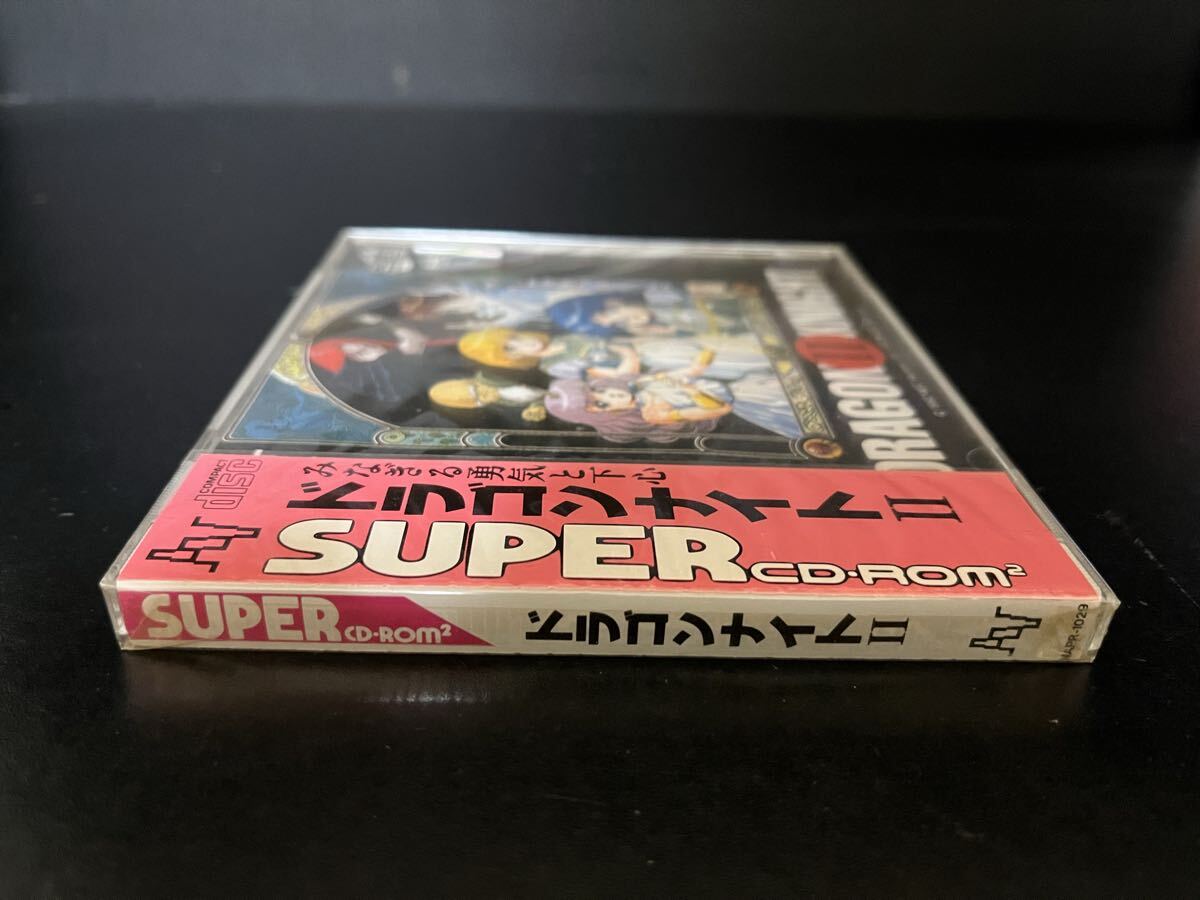 DRAGON II KNIGHT
COMPACT
disc
みなぎる勇気と下心
ドラゴンナイトII
SUPER CD-ROM²
SUPER CD-ROM²
ドラゴンナイトII
HAPR-1029